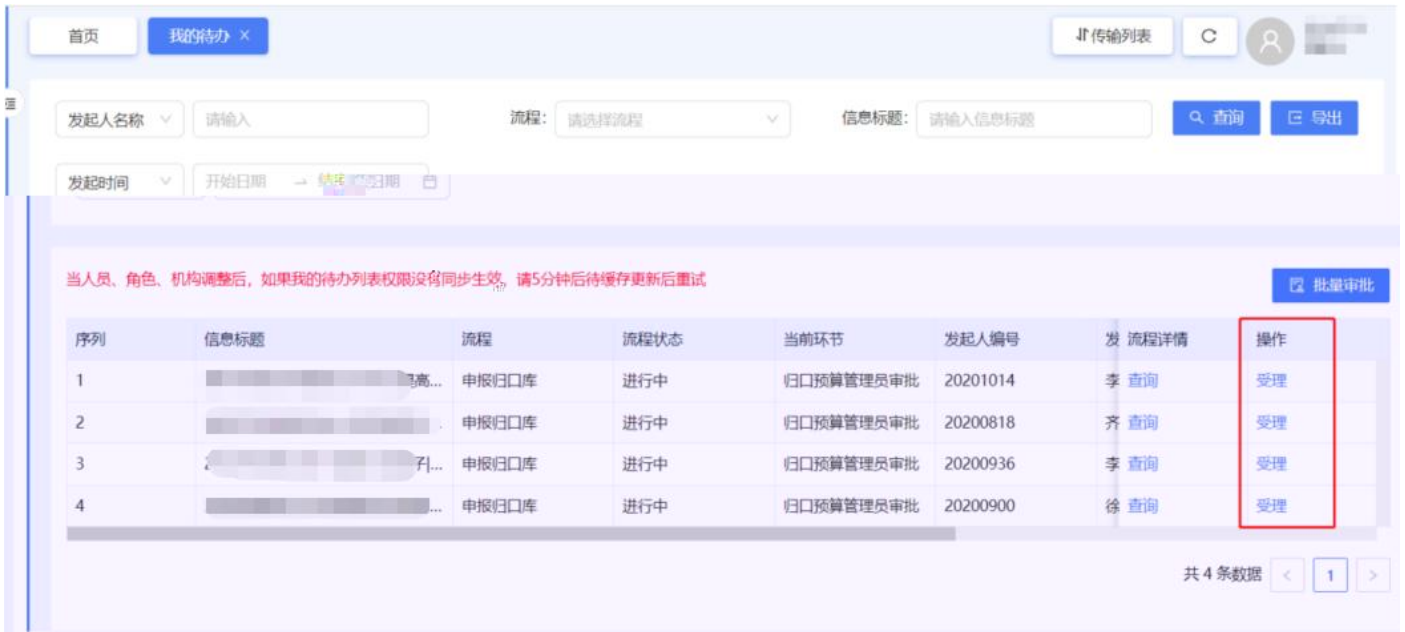 首页 我的待办 × 传输列表
发起人名称 请输入 流程： 请选择流程 信息标题： 请输入信息标题 查询 导出
发起时间 开始日期 → 结束日期
当人员、角色、机构调整后，如果我的待办列表权限没有同步生效，请5分钟后待缓存更新后重试 批量审批
序列 信息标题 流程 流程状态 当前环节 发起人编号 发 流程详情 操作
1 高... 申报归口库 进行中 归口预算管理员审批 20201014 李 查询 受理
2 申报归口库 进行中 归口预算管理员审批 20200818 齐 查询 受理
3 子... 申报归口库 进行中 归口预算管理员审批 20200936 李 查询 受理
4 ... 申报归口库 进行中 归口预算管理员审批 20200900 徐 查询 受理
共 4 条数据 < 1 >